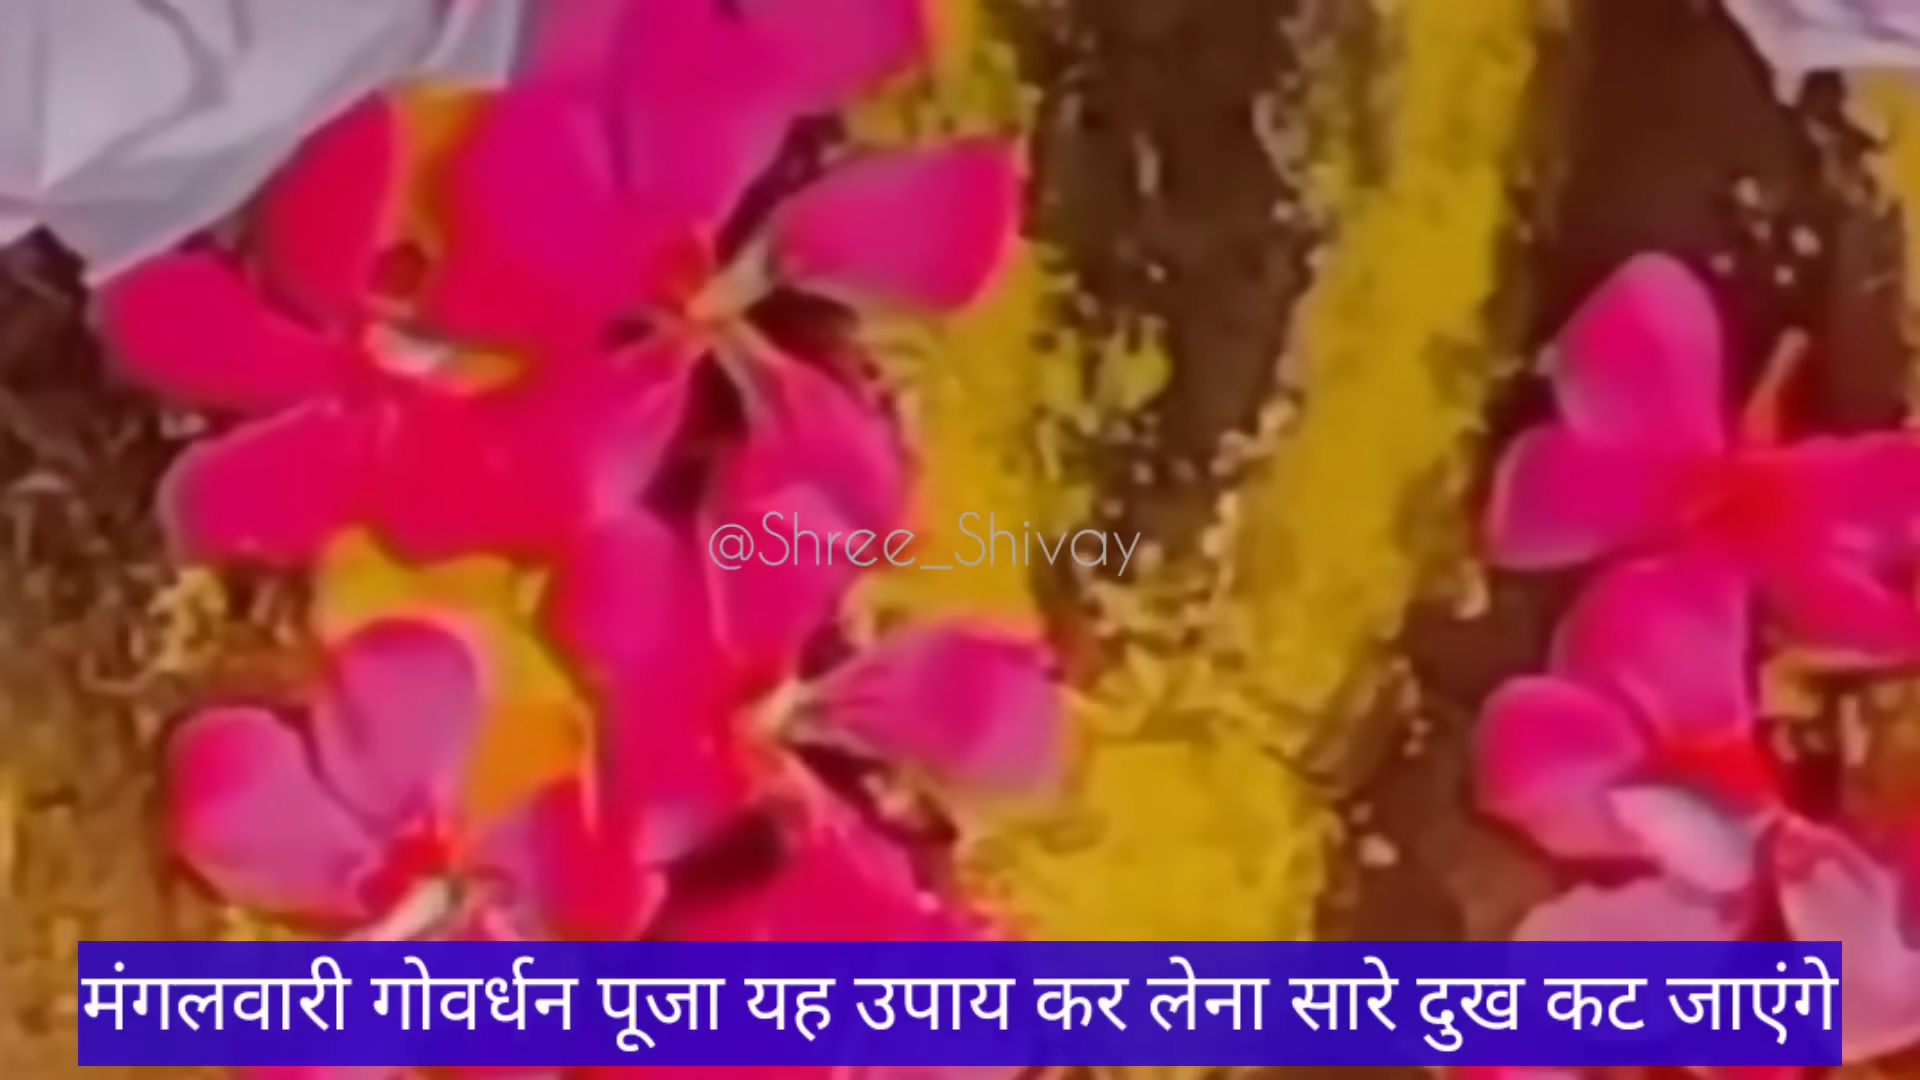 @Shree_Shivay
मंगलवारी गोवर्धन पूजा यह उपाय कर लेना सारे दुख कट जाएंगे